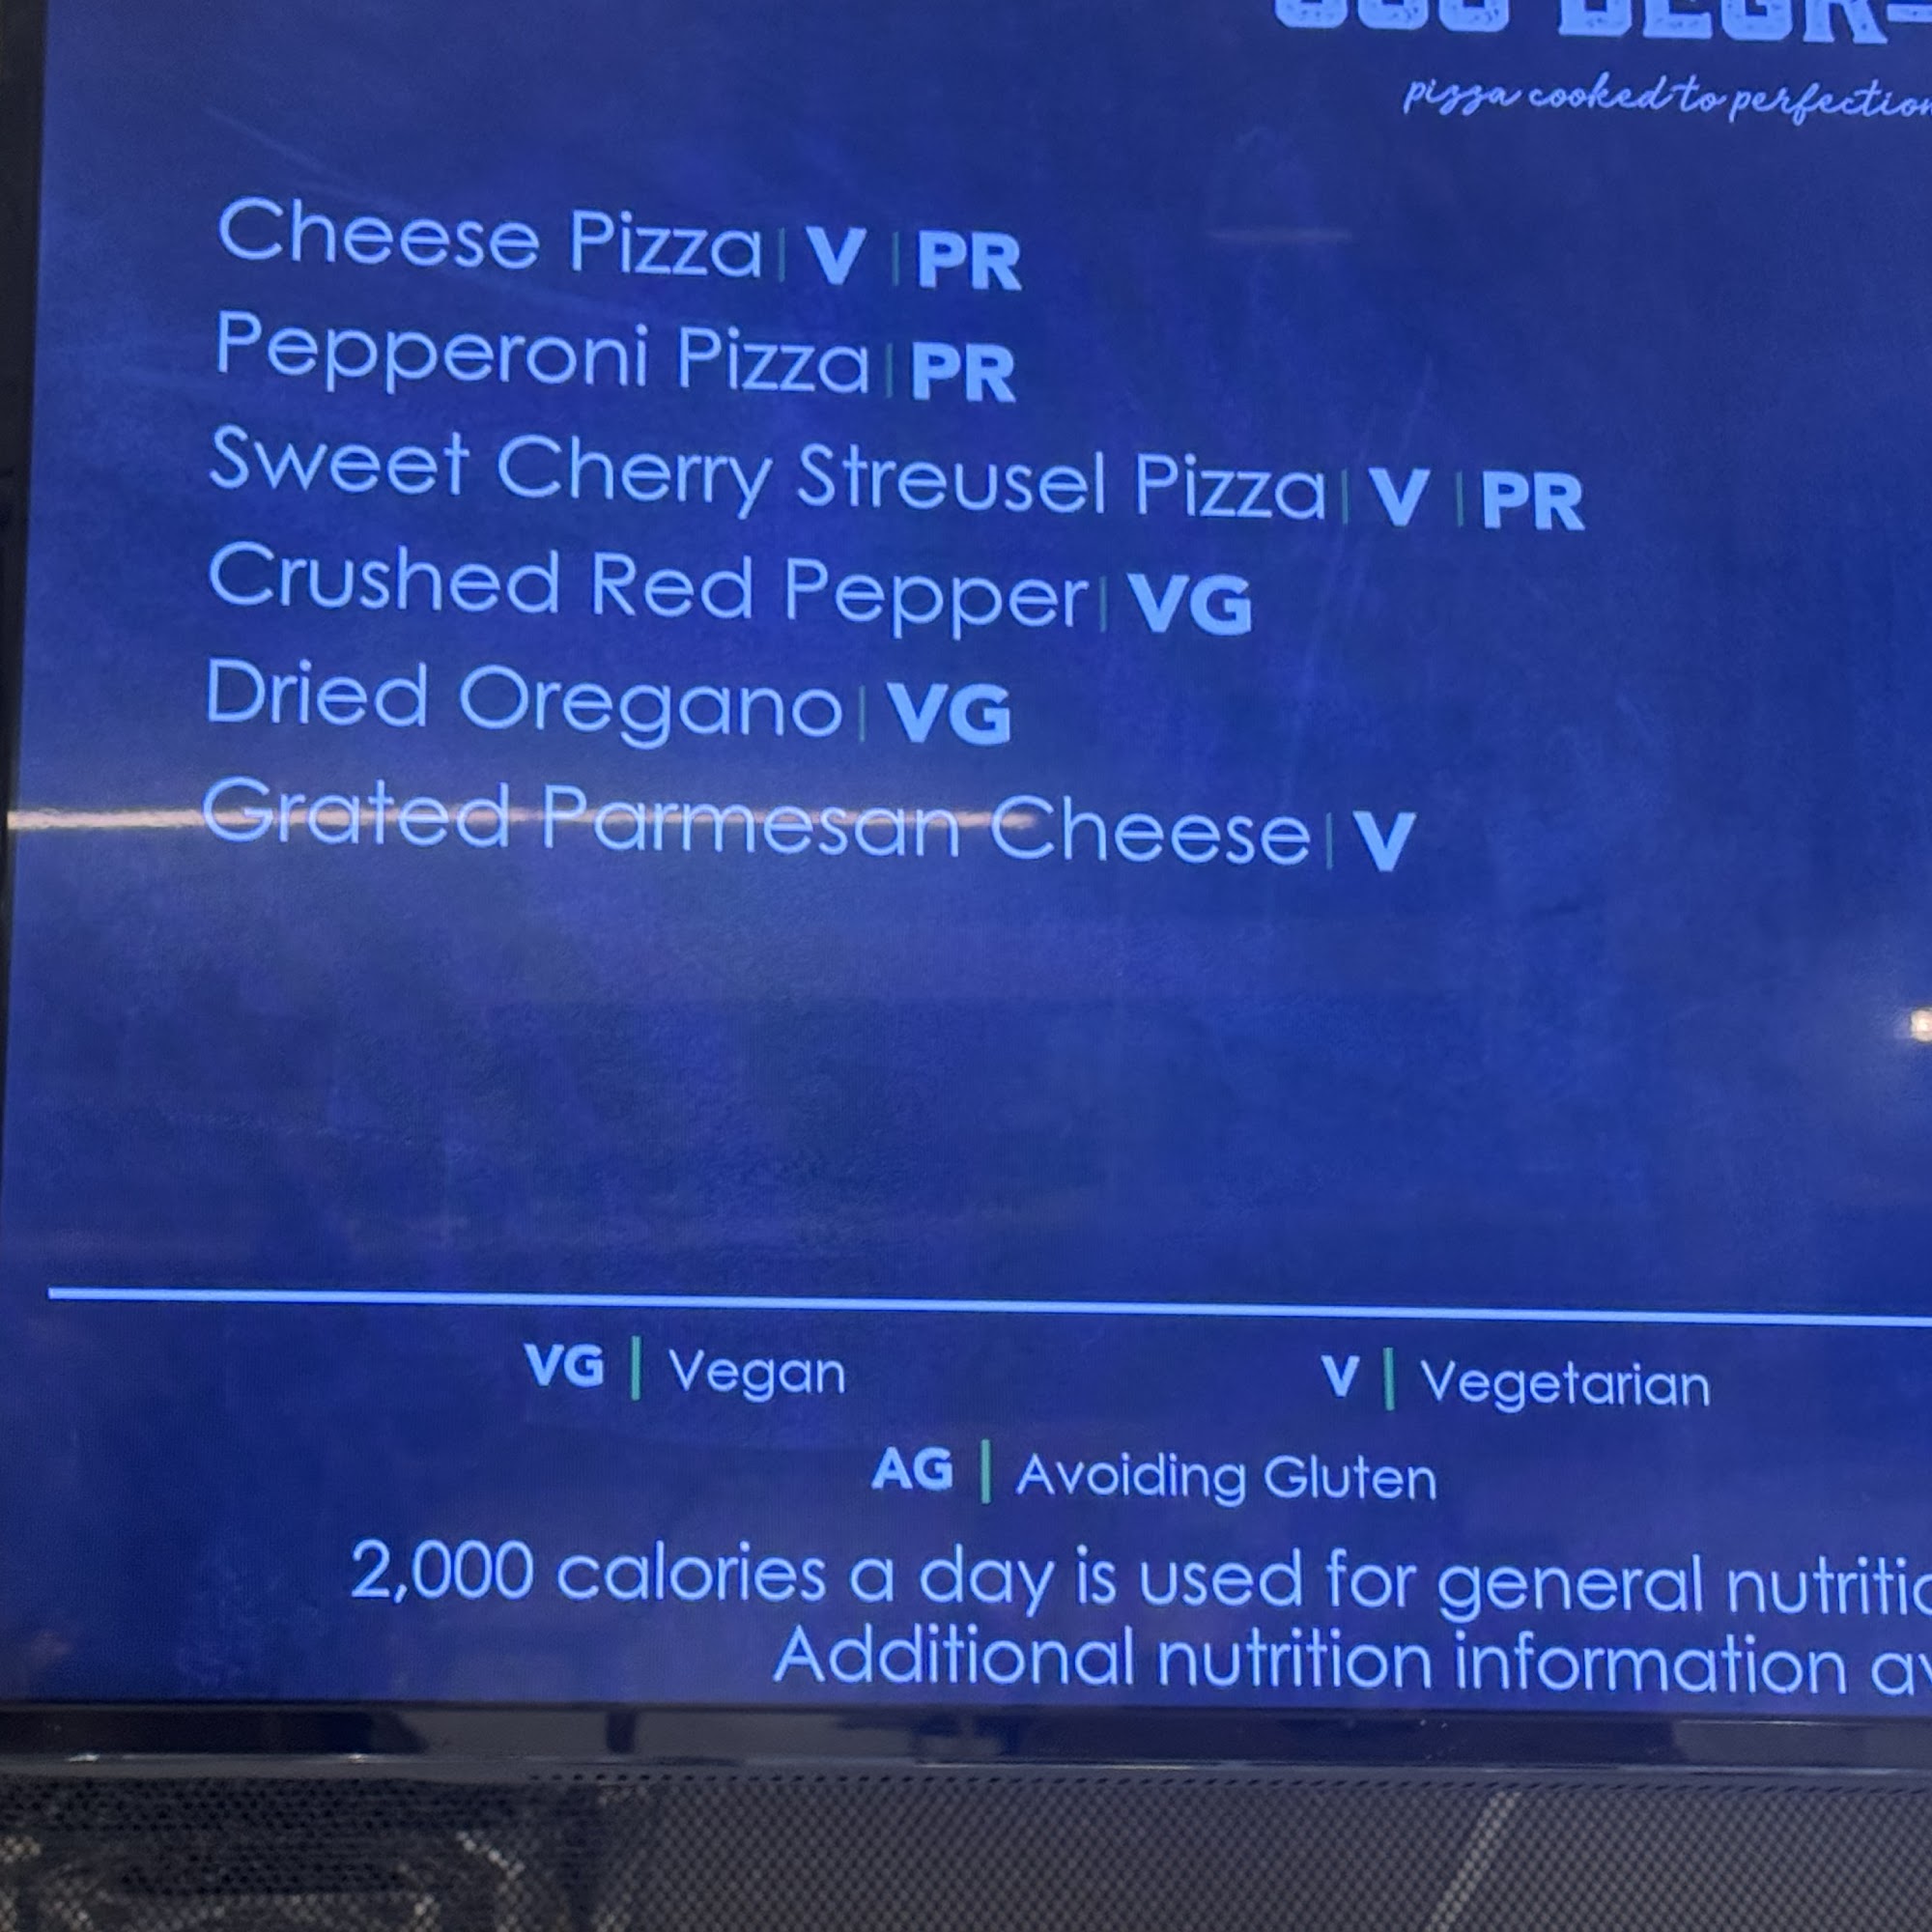 pizza cooked to perfection
Cheese Pizza | V | PR
Pepperoni Pizza | PR
Sweet Cherry Streusel Pizza | V | PR
Crushed Red Pepper | VG
Dried Oregano | VG
Grated Parmesan Cheese | V
VG | Vegan V | Vegetarian
AG | Avoiding Gluten
2,000 calories a day is used for general
Additional nutrition information